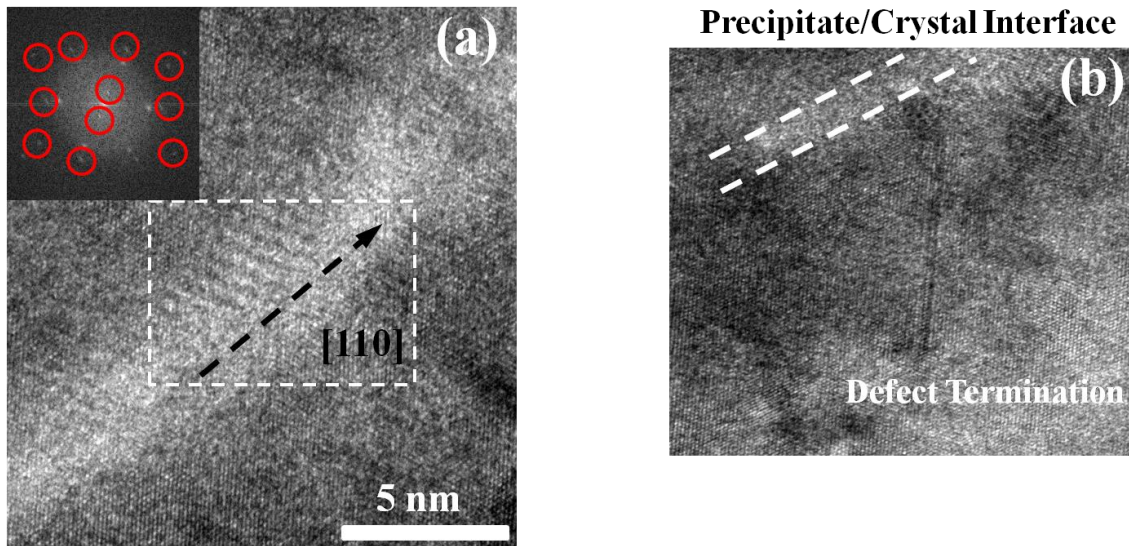 (a)
[110]
5 nm
Precipitate/Crystal Interface
(b)
Defect Termination